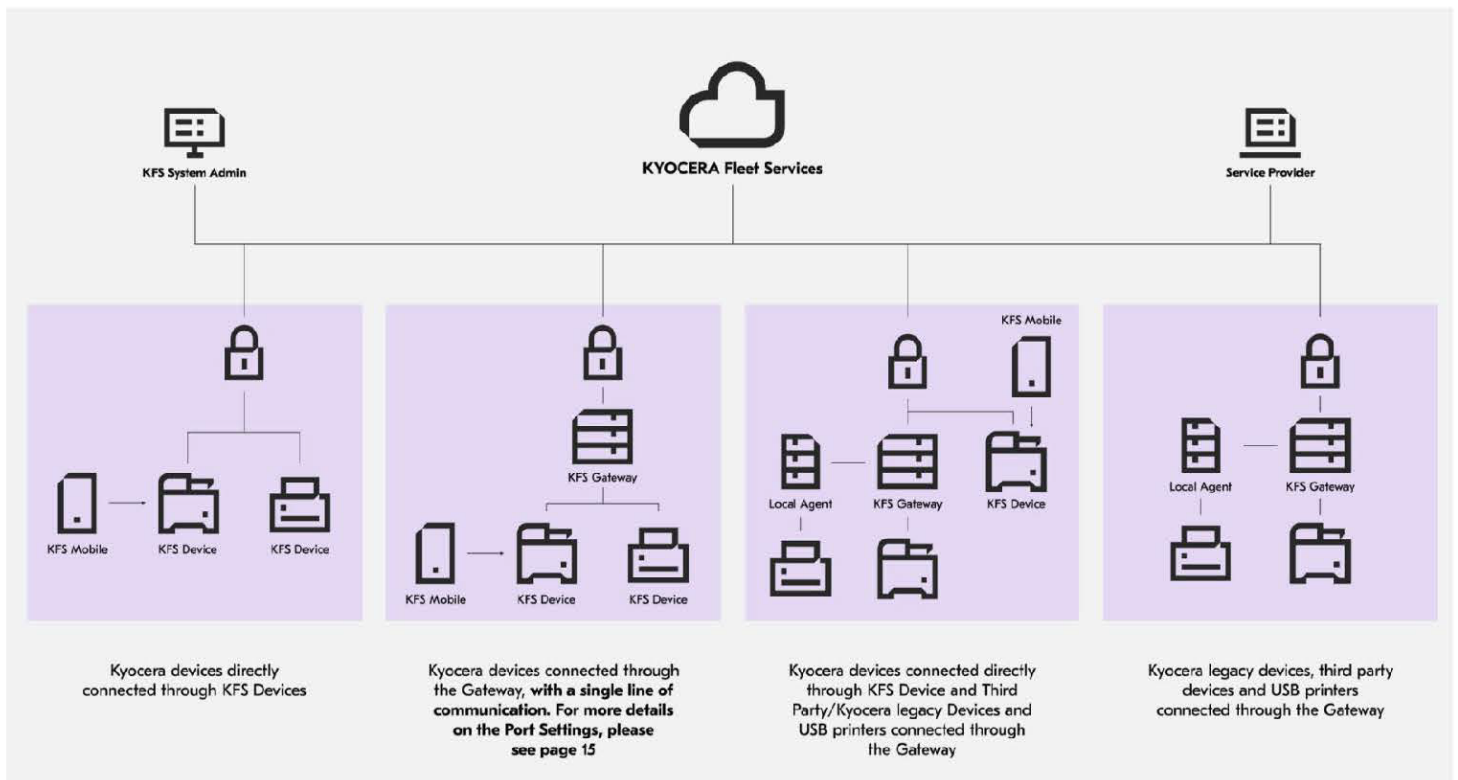 KFS System Admin
KYOCERA Fleet Services
Service Provider
KFS Mobile
KFS Device
KFS Device
KFS Gateway
KFS Mobile
KFS Device
KFS Device
KFS Mobile
Local Agent
KFS Gateway
KFS Device
Local Agent
KFS Gateway
Kyocera devices directly
connected through KFS Devices
Kyocera devices connected through
the Gateway, with a single line of
communication. For more details
on the Port Settings, please
see page 15
Kyocera devices connected directly
through KFS Device and Third
Party/Kyocera legacy Devices and
USB printers connected through
the Gateway
Kyocera legacy devices, third party
devices and USB printers
connected through the Gateway